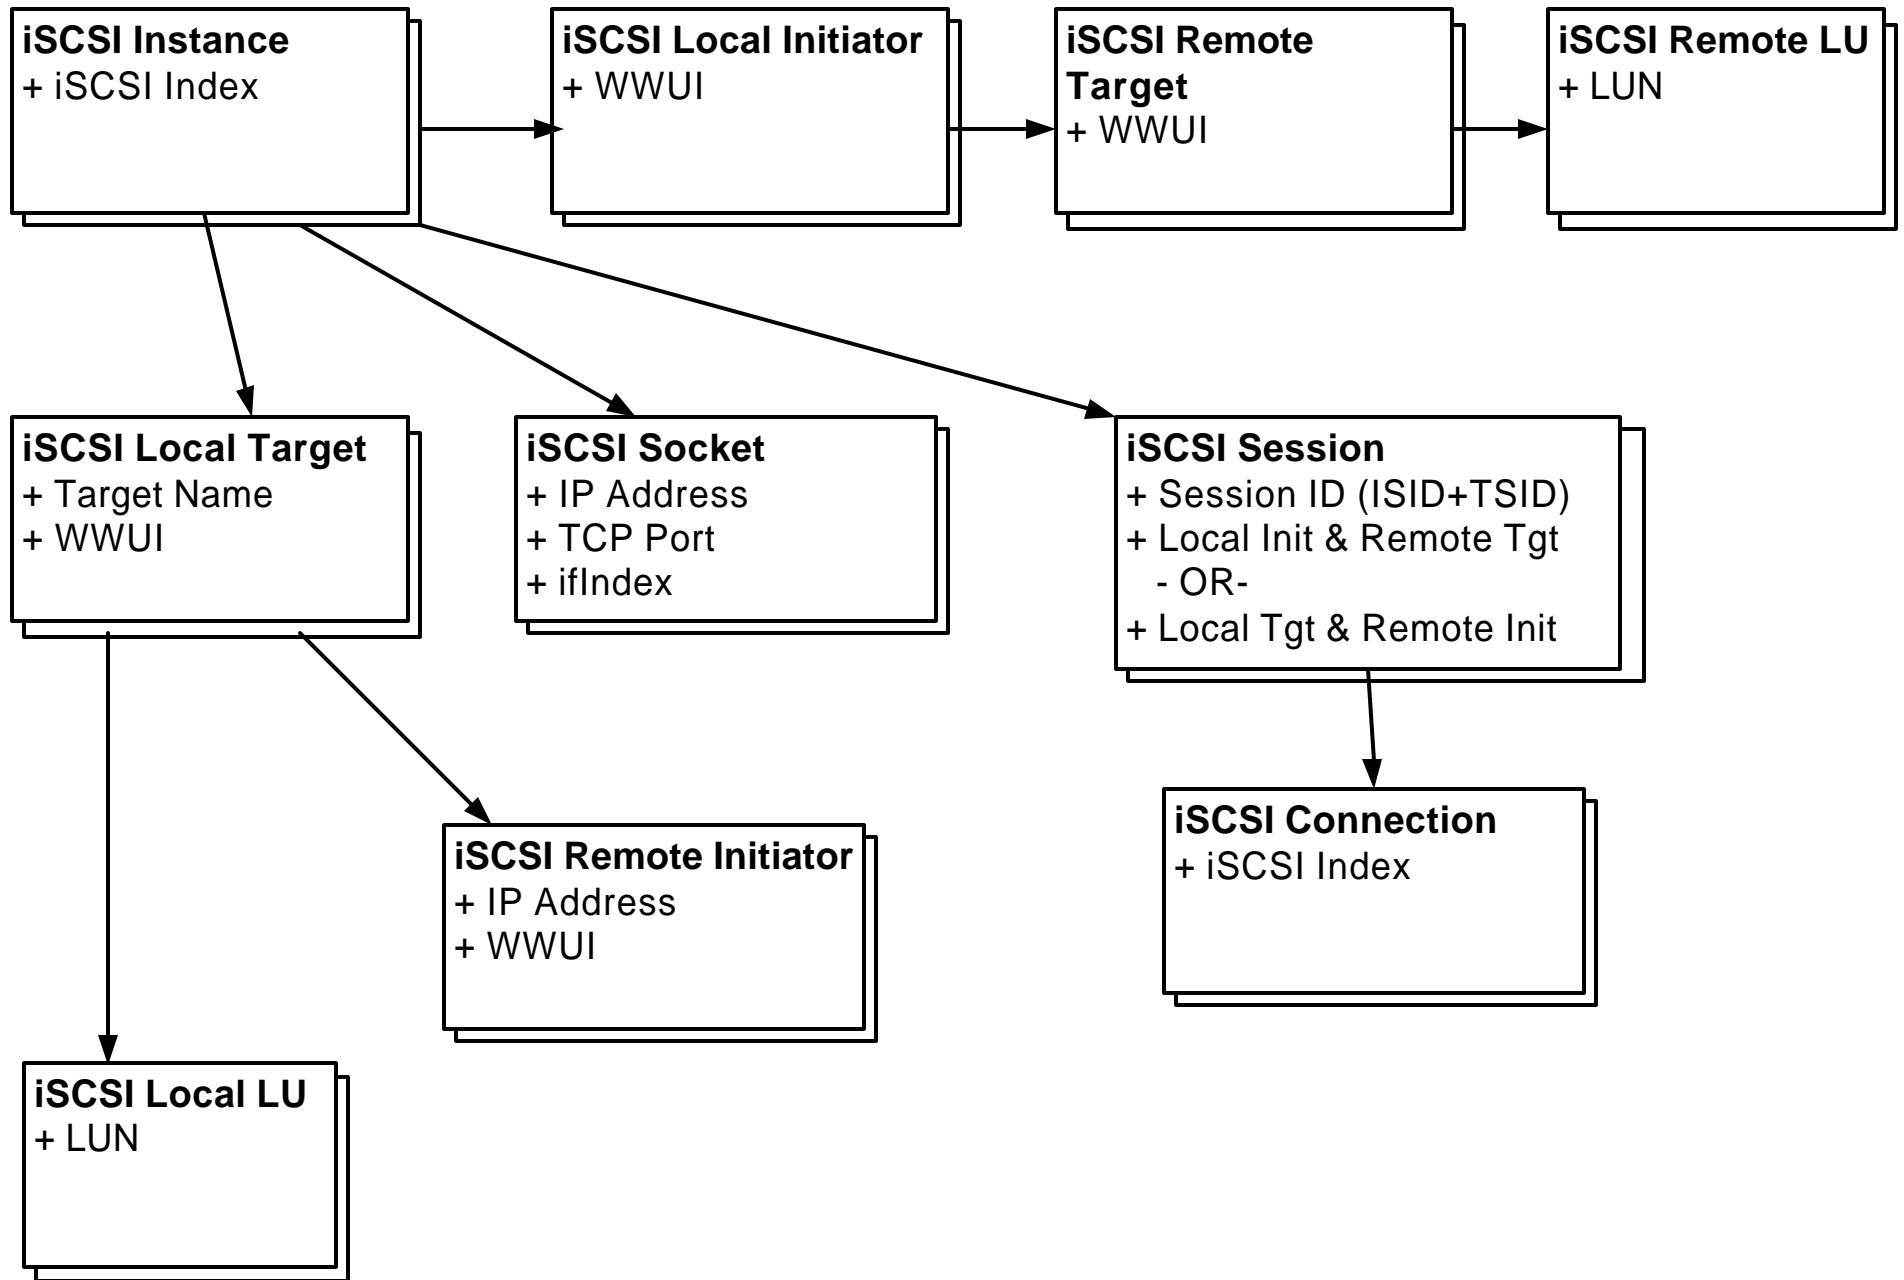 iSCSI Instance
+ iSCSI Index
iSCSI Local Initiator
+ WWUI
iSCSI Remote
Target
+ WWUI
iSCSI Remote LU
+ LUN
iSCSI Local Target
+ Target Name
+ WWUI
iSCSI Socket
+ IP Address
+ TCP Port
+ ifIndex
iSCSI Session
+ Session ID (ISID+TSID)
+ Local Init & Remote Tgt
- OR-
+ Local Tgt & Remote Init
iSCSI Remote Initiator
+ IP Address
+ WWUI
iSCSI Connection
+ iSCSI Index
iSCSI Local LU
+ LUN